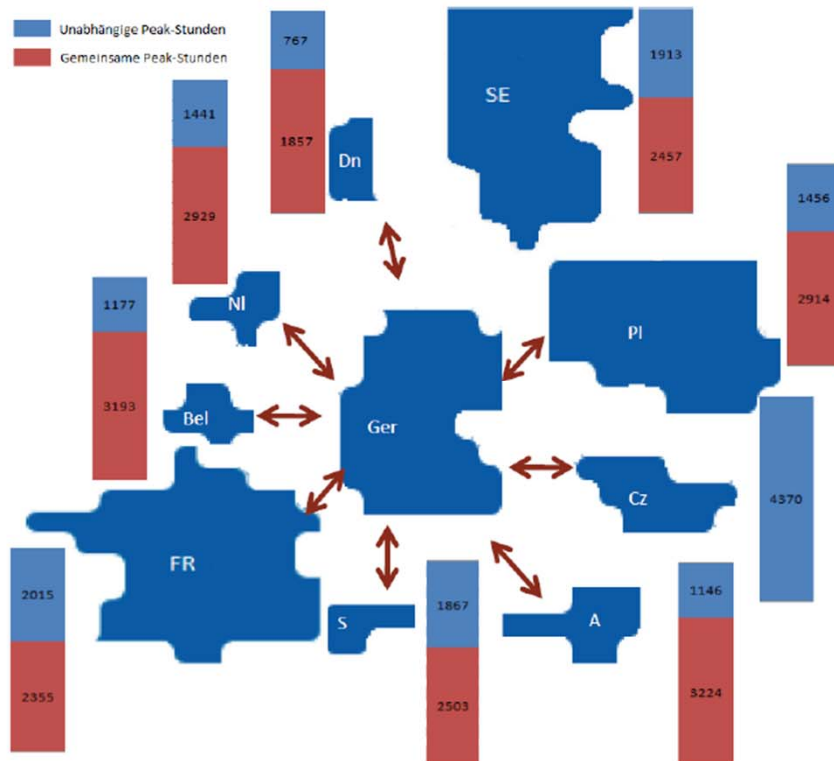 Unabhängige Peak-Stunden
Gemeinsame Peak-Stunden
767
1857
Dn
SE
1913
2457
1441
2929
Nl
1456
2914
Pl
1177
3193
Bel
Ger
Cz
4370
FR
2015
2355
S
1867
2503
A
1146
3224